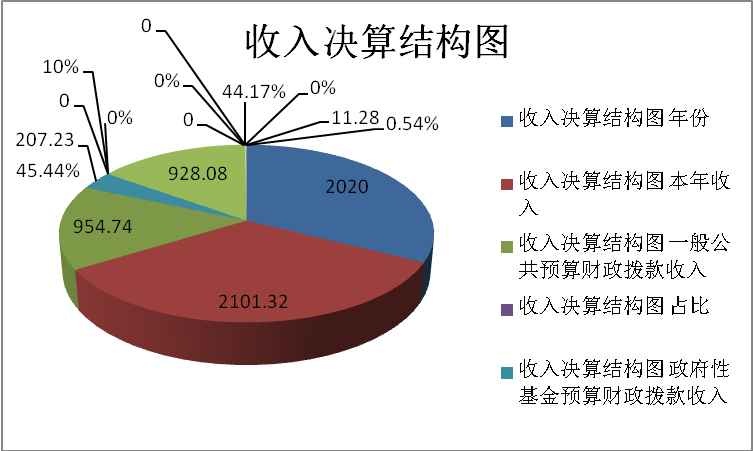 收入决算结构图
0
10%
0
0%
207.23
45.44%
0%
0
44.17%
0%
11.28
0.54%
928.08
2020
954.74
2101.32
收入决算结构图 年份
收入决算结构图 本年收
入
收入决算结构图 一般公
共预算财政拨款收入
收入决算结构图 占比
收入决算结构图 政府性
基金预算财政拨款收入